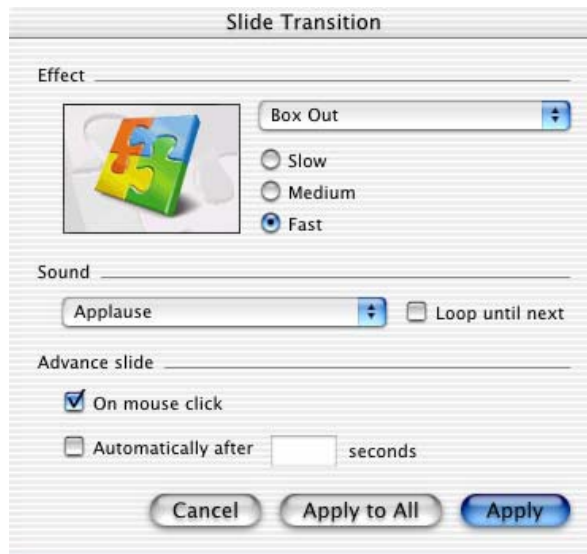 Slide Transition
Effect
Box Out
Slow
Medium
Fast
Sound
Applause
Loop until next
Advance slide
On mouse click
Automatically after seconds
Cancel Apply to All Apply